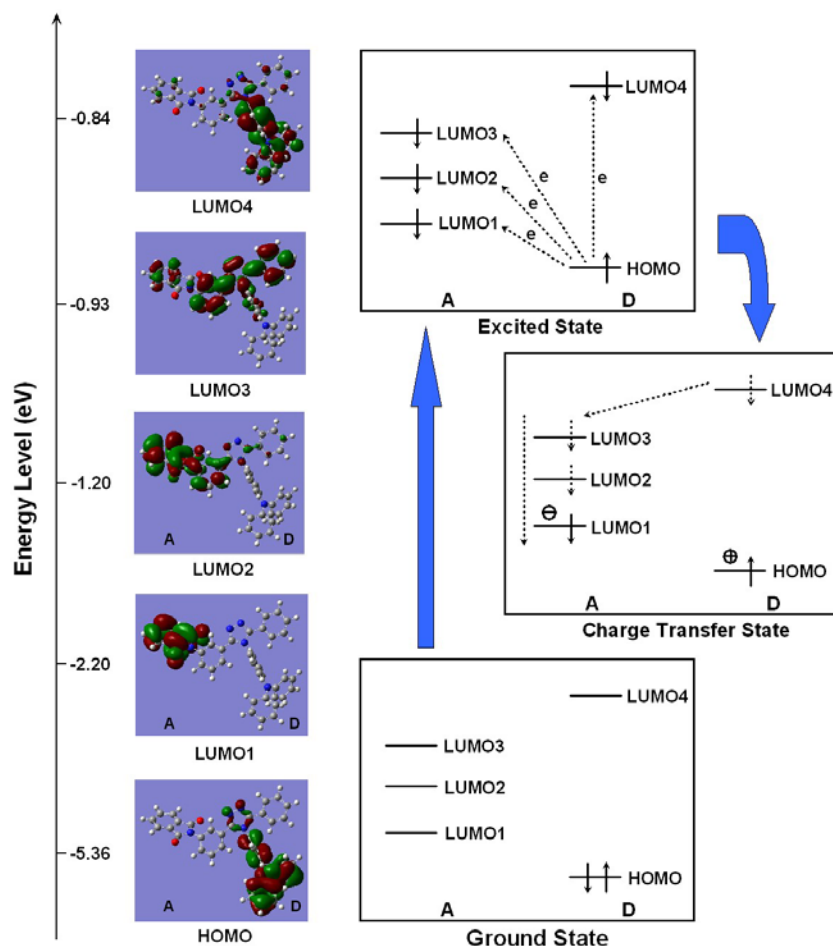 Energy Level (eV)
-0.84
-0.93
-1.20
-2.20
-5.36
LUMO4
LUMO3
A D
LUMO2
A D
LUMO1
A D
HOMO
LUMO4
LUMO3
LUMO2
LUMO1
e
e
e
e
HOMO
A D
Excited State
LUMO4
LUMO3
LUMO2
⊖
LUMO1
⊕
HOMO
A D
Charge Transfer State
LUMO4
LUMO3
LUMO2
LUMO1
HOMO
A D
Ground State